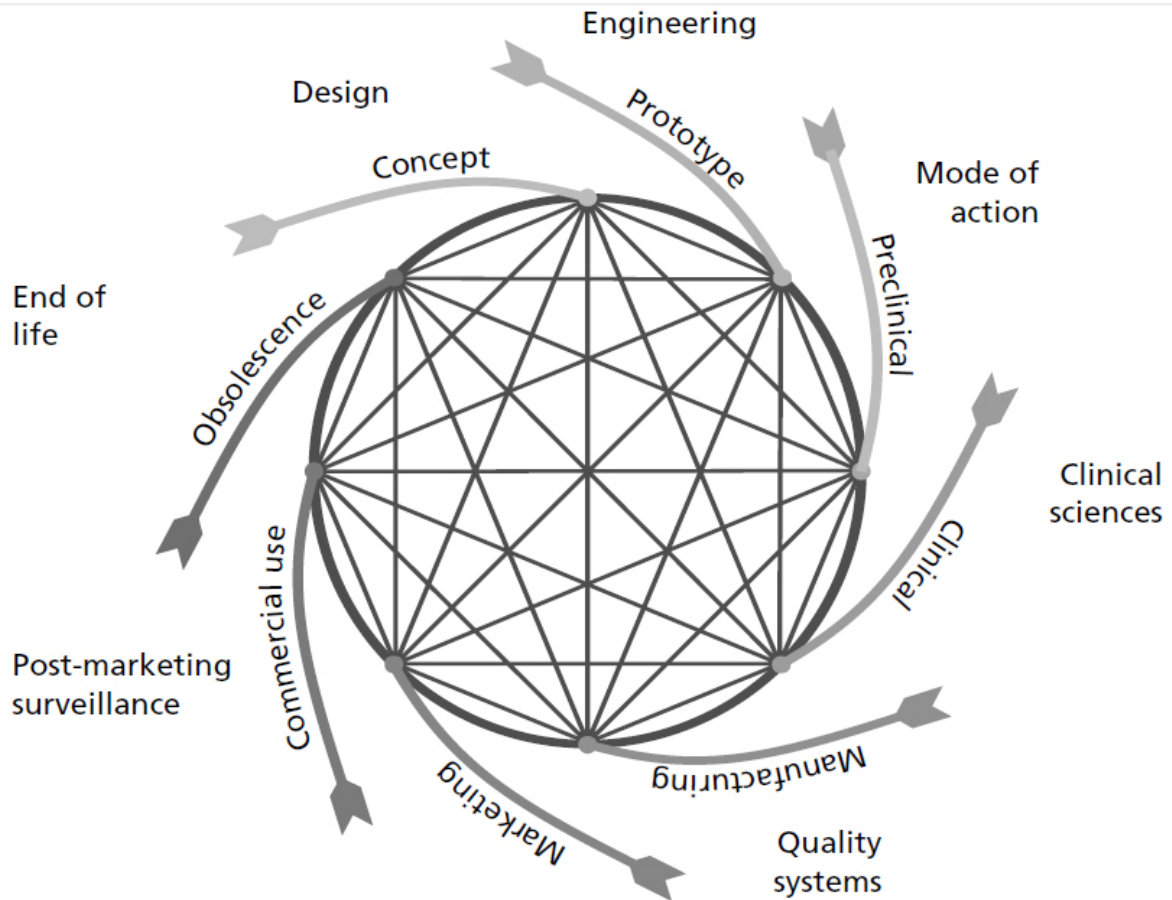 Engineering
Design
Prototype
Concept
Mode of
action
Preclinical
End of
life
Obsolescence
Clinical
sciences
Clinical
Commercial use
Post-marketing
surveillance
Manufacturing
Marketing
Quality
systems